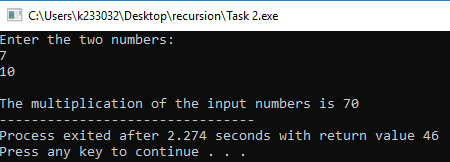 C:\Users\k233032\Desktop\recursion\Task 2.exe
Enter the two numbers:
7
10
The multiplication of the input numbers is 70
--------------------------------
Process exited after 2.274 seconds with return value 46
Press any key to continue . . .